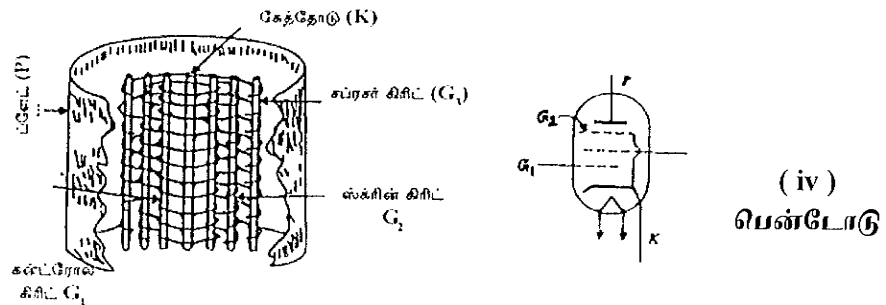 கேத்தோடு (K)
ப்ளேட் (P)
சப்ரசர் கிரிட் (G₃)
ஸ்க்ரின் கிரிட்
G₂
கன்ட்ரோல்
கிரிட் G₁
P
G2
G1
K
( iv )
பென்டோடு